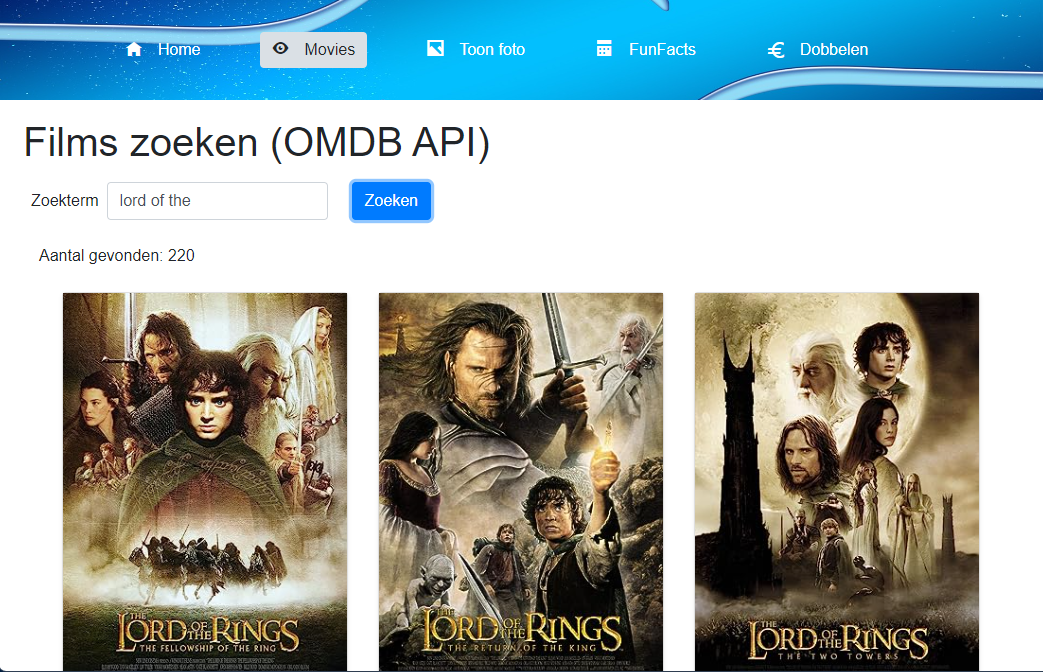 Home Movies Toon foto FunFacts Dobbelen
Films zoeken (OMDB API)
Zoekterm lord of the Zoeken
Aantal gevonden: 220
THE
LORD OF THE RINGS
THE FELLOWSHIP OF THE RING
THE
LORD OF THE RINGS
THE RETURN OF THE KING
THE
LORD OF THE RINGS
THE TWO TOWERS